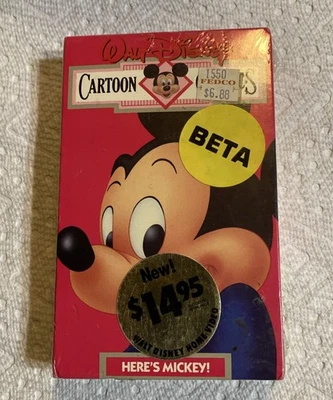 WALT DISNEY
CARTOON
1550
FEDCO
$6.88
S
BETA
New!
$14.95
WALT DISNEY HOME VIDEO
HERE'S MICKEY!